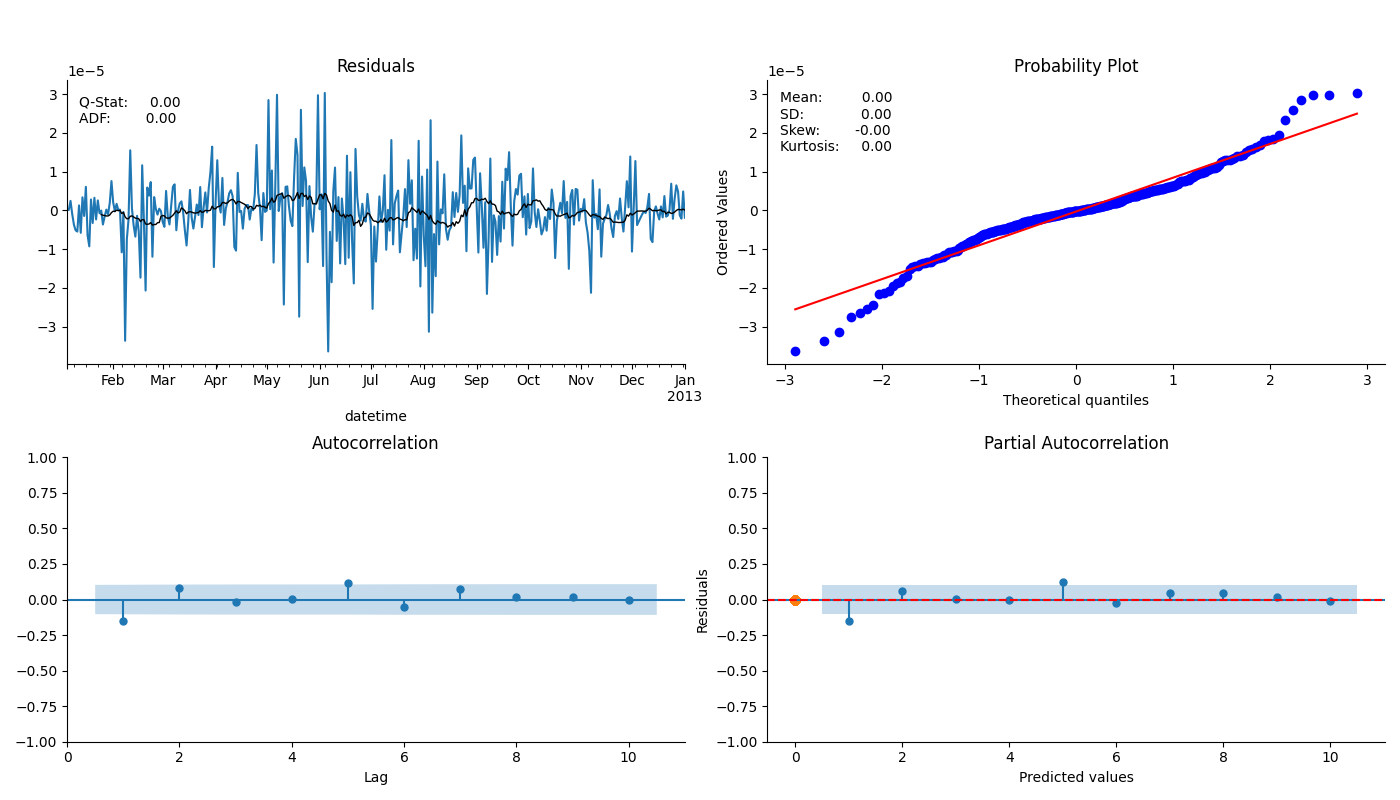 Residuals
1e−5
Q-Stat: 0.00
ADF: 0.00
3
2
1
0
−1
−2
−3
Feb Mar Apr May Jun Jul Aug Sep Oct Nov Dec Jan
2013
datetime
Probability Plot
1e−5
Mean: 0.00
SD: 0.00
Skew: -0.00
Kurtosis: 0.00
Ordered Values
3
2
1
0
−1
−2
−3
−3 −2 −1 0 1 2 3
Theoretical quantiles
Autocorrelation
1.00
0.75
0.50
0.25
0.00
−0.25
−0.50
−0.75
−1.00
0 2 4 6 8 10
Lag
Partial Autocorrelation
Residuals
1.00
0.75
0.50
0.25
0.00
−0.25
−0.50
−0.75
−1.00
0 2 4 6 8 10
Predicted values